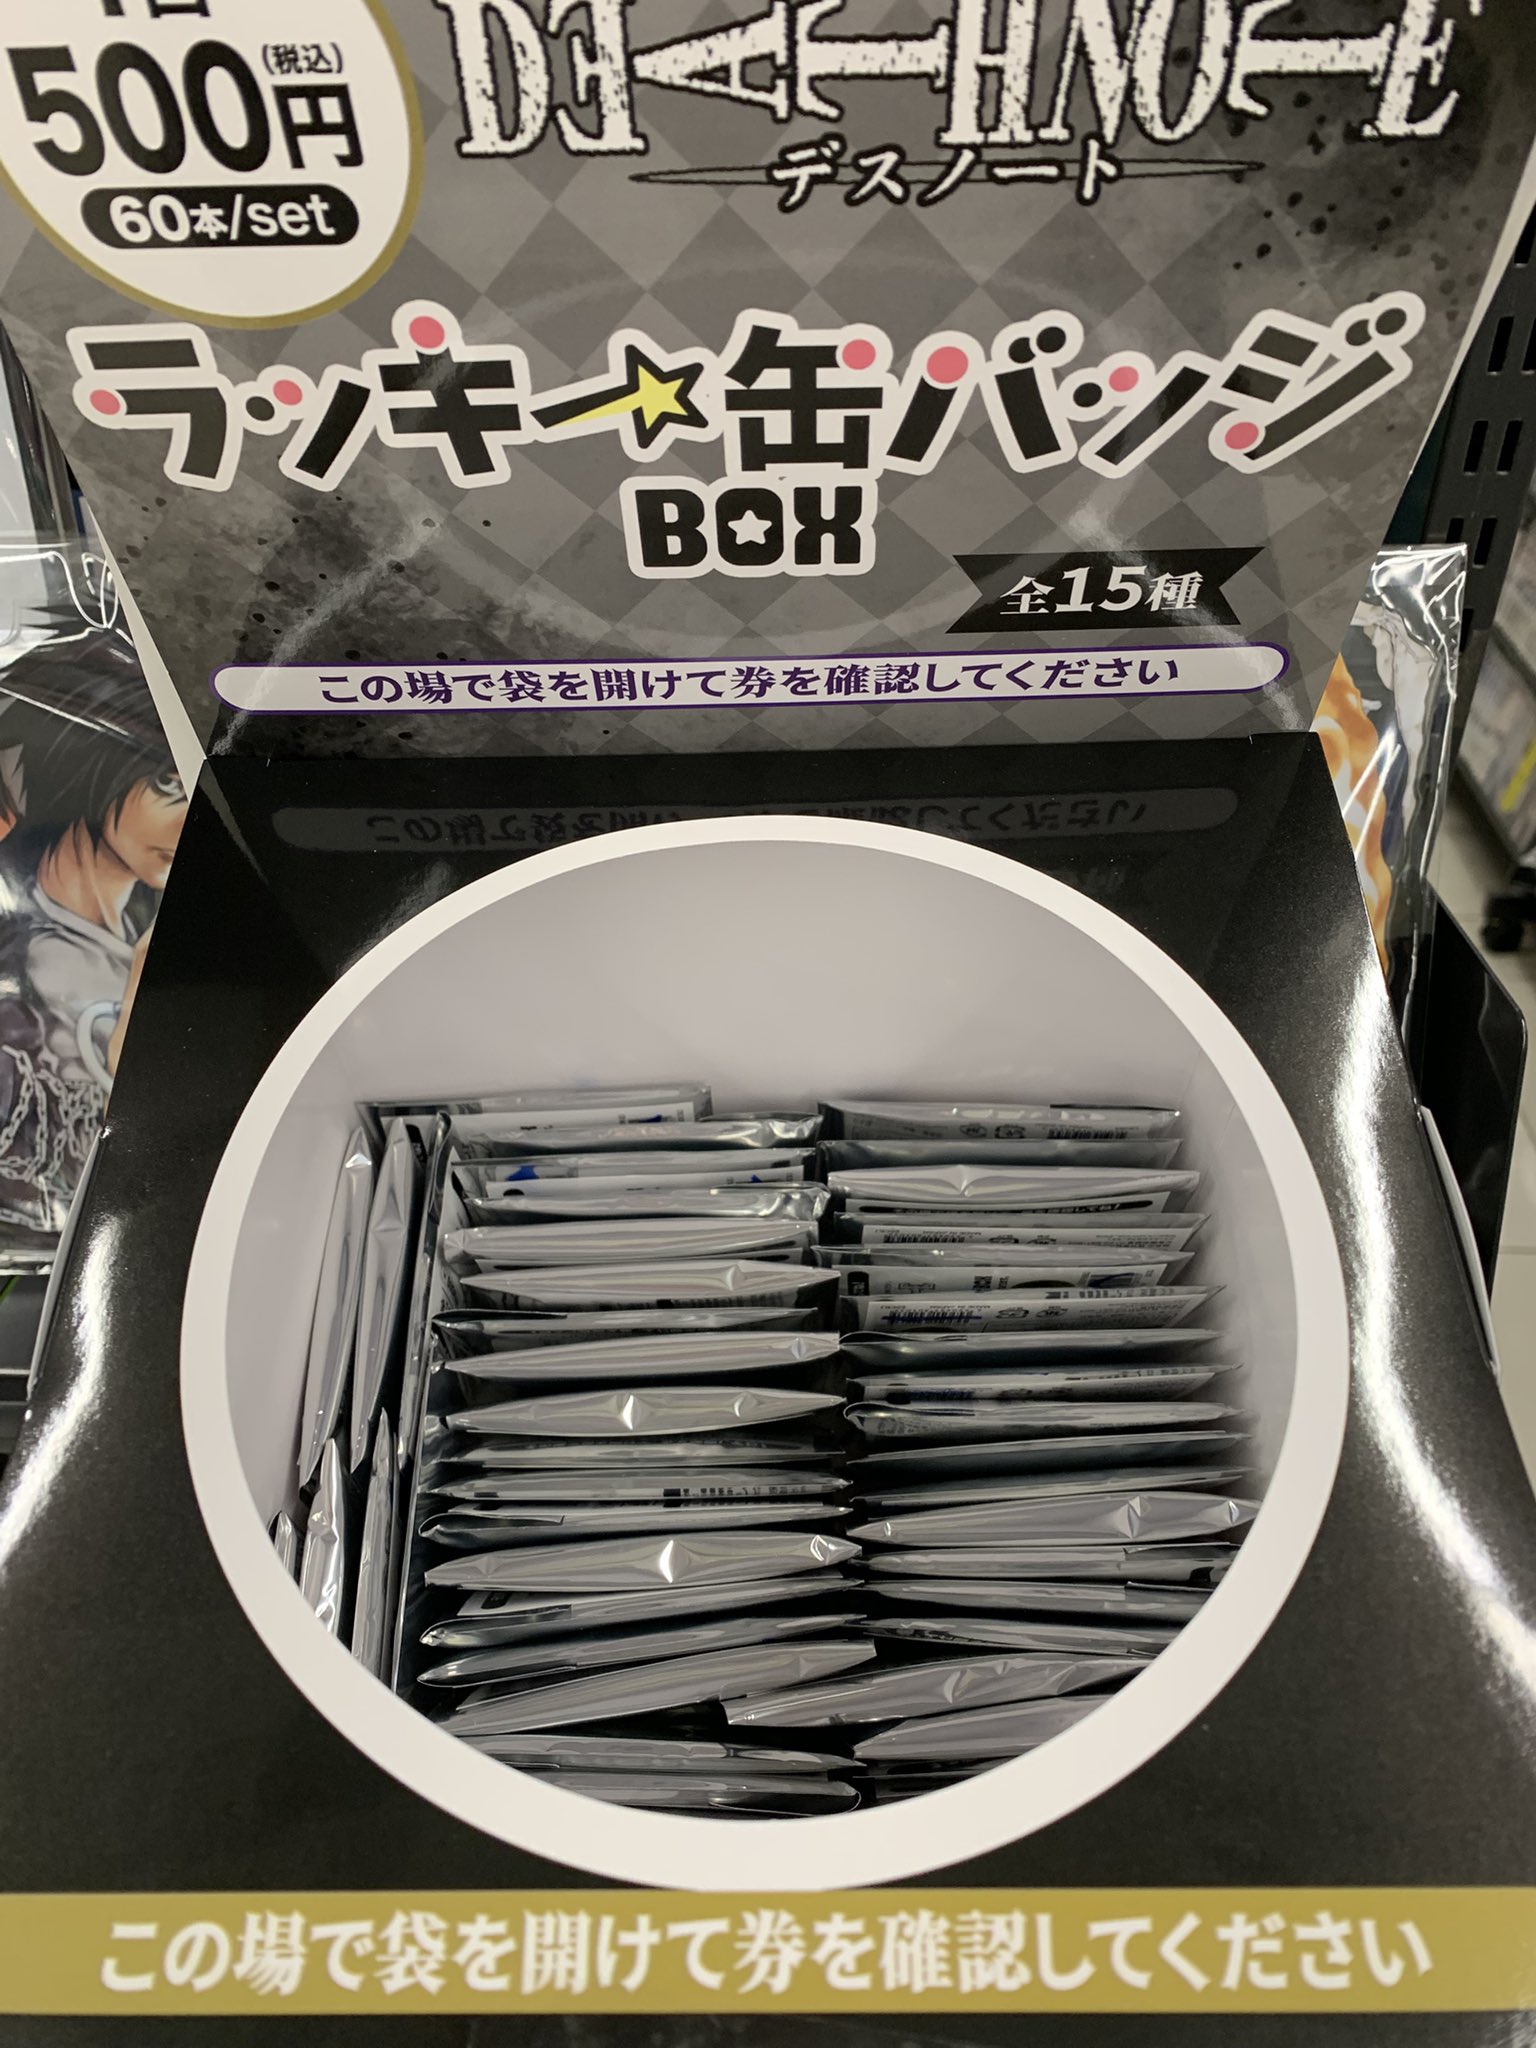 500円
(税込)
60本/set
DEATHNOTE
デスノート
ラッキー缶バッジ
BOX
全15種
この場で袋を開けて券を確認してください
この場で袋を開けて券を確認してください